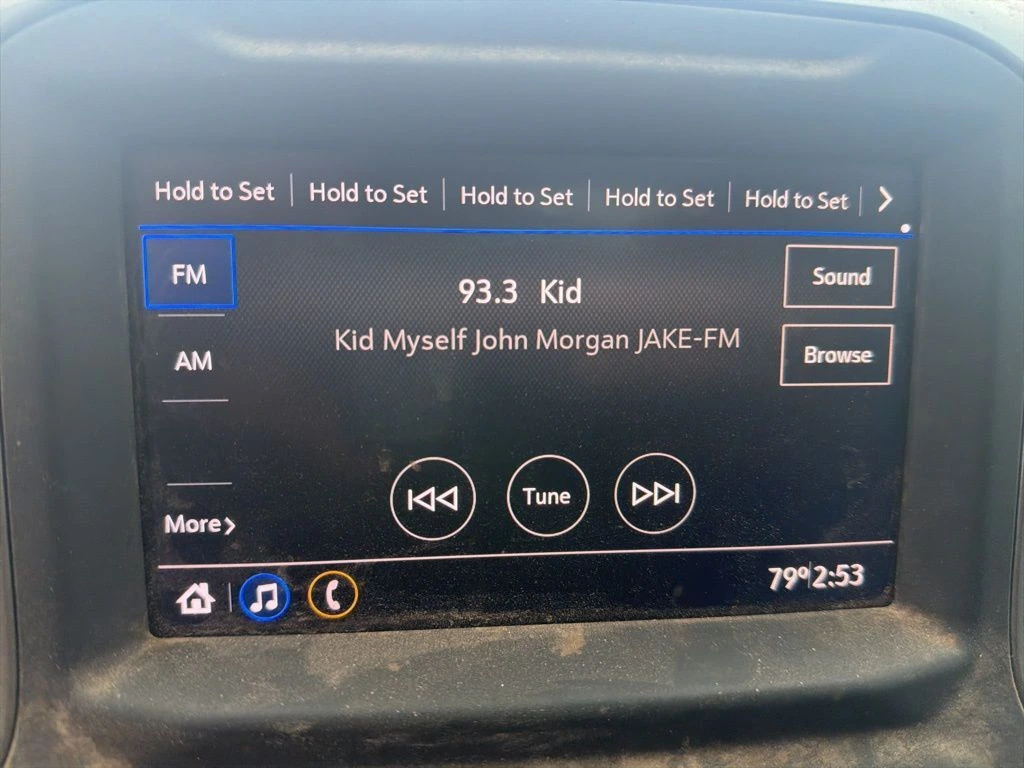 Hold to Set Hold to Set Hold to Set Hold to Set Hold to Set
FM
93.3 Kid
Sound
Kid Myself John Morgan JAKE-FM
AM
Browse
Tune
More
79° 2:53